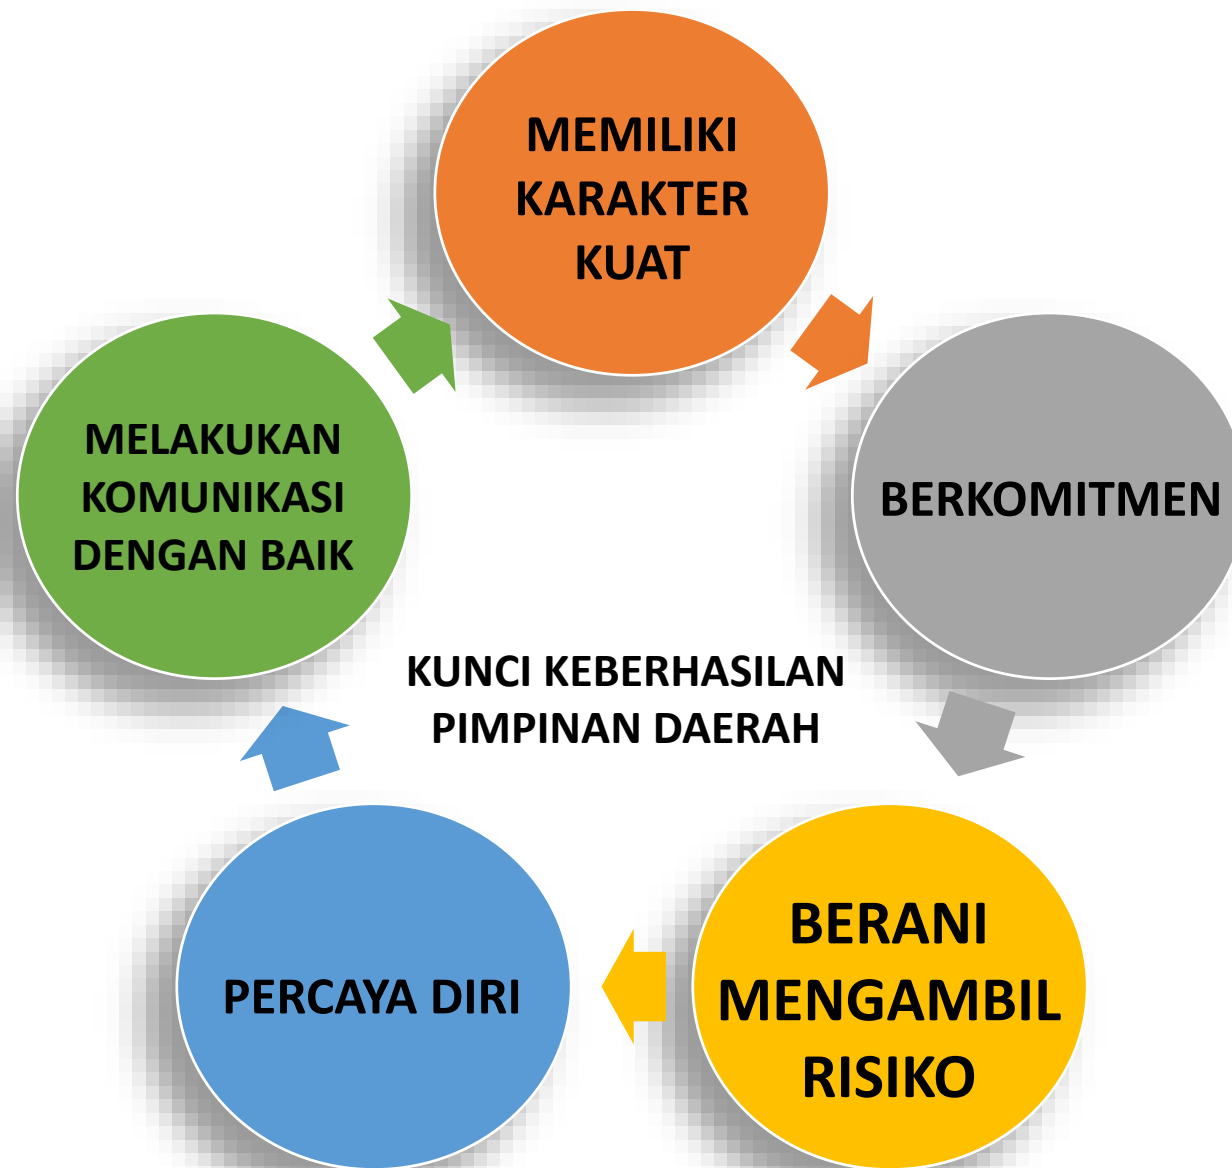 MEMILIKI
KARAKTER
KUAT
BERKOMITMEN
BERANI
MENGAMBIL
RISIKO
PERCAYA DIRI
MELAKUKAN
KOMUNIKASI
DENGAN BAIK
KUNCI KEBERHASILAN
PIMPINAN DAERAH